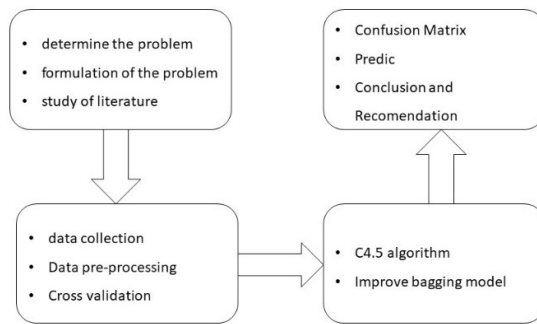 • determine the problem
• formulation of the problem
• study of literature
• data collection
• Data pre-processing
• Cross validation
• C4.5 algorithm
• Improve bagging model
• Confusion Matrix
• Predic
• Conclusion and
Recomendation